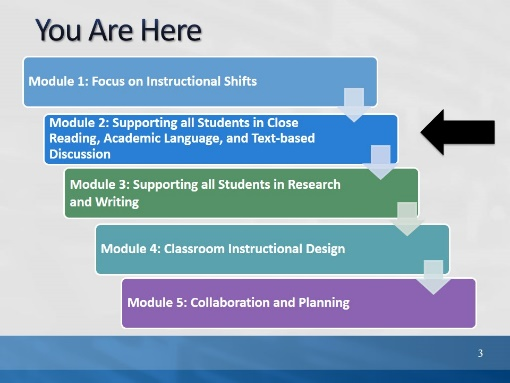 You Are Here
Module 1: Focus on Instructional Shifts
Module 2: Supporting all Students in Close
Reading, Academic Language, and Text-based
Discussion
Module 3: Supporting all Students in Research
and Writing
Module 4: Classroom Instructional Design
Module 5: Collaboration and Planning
3